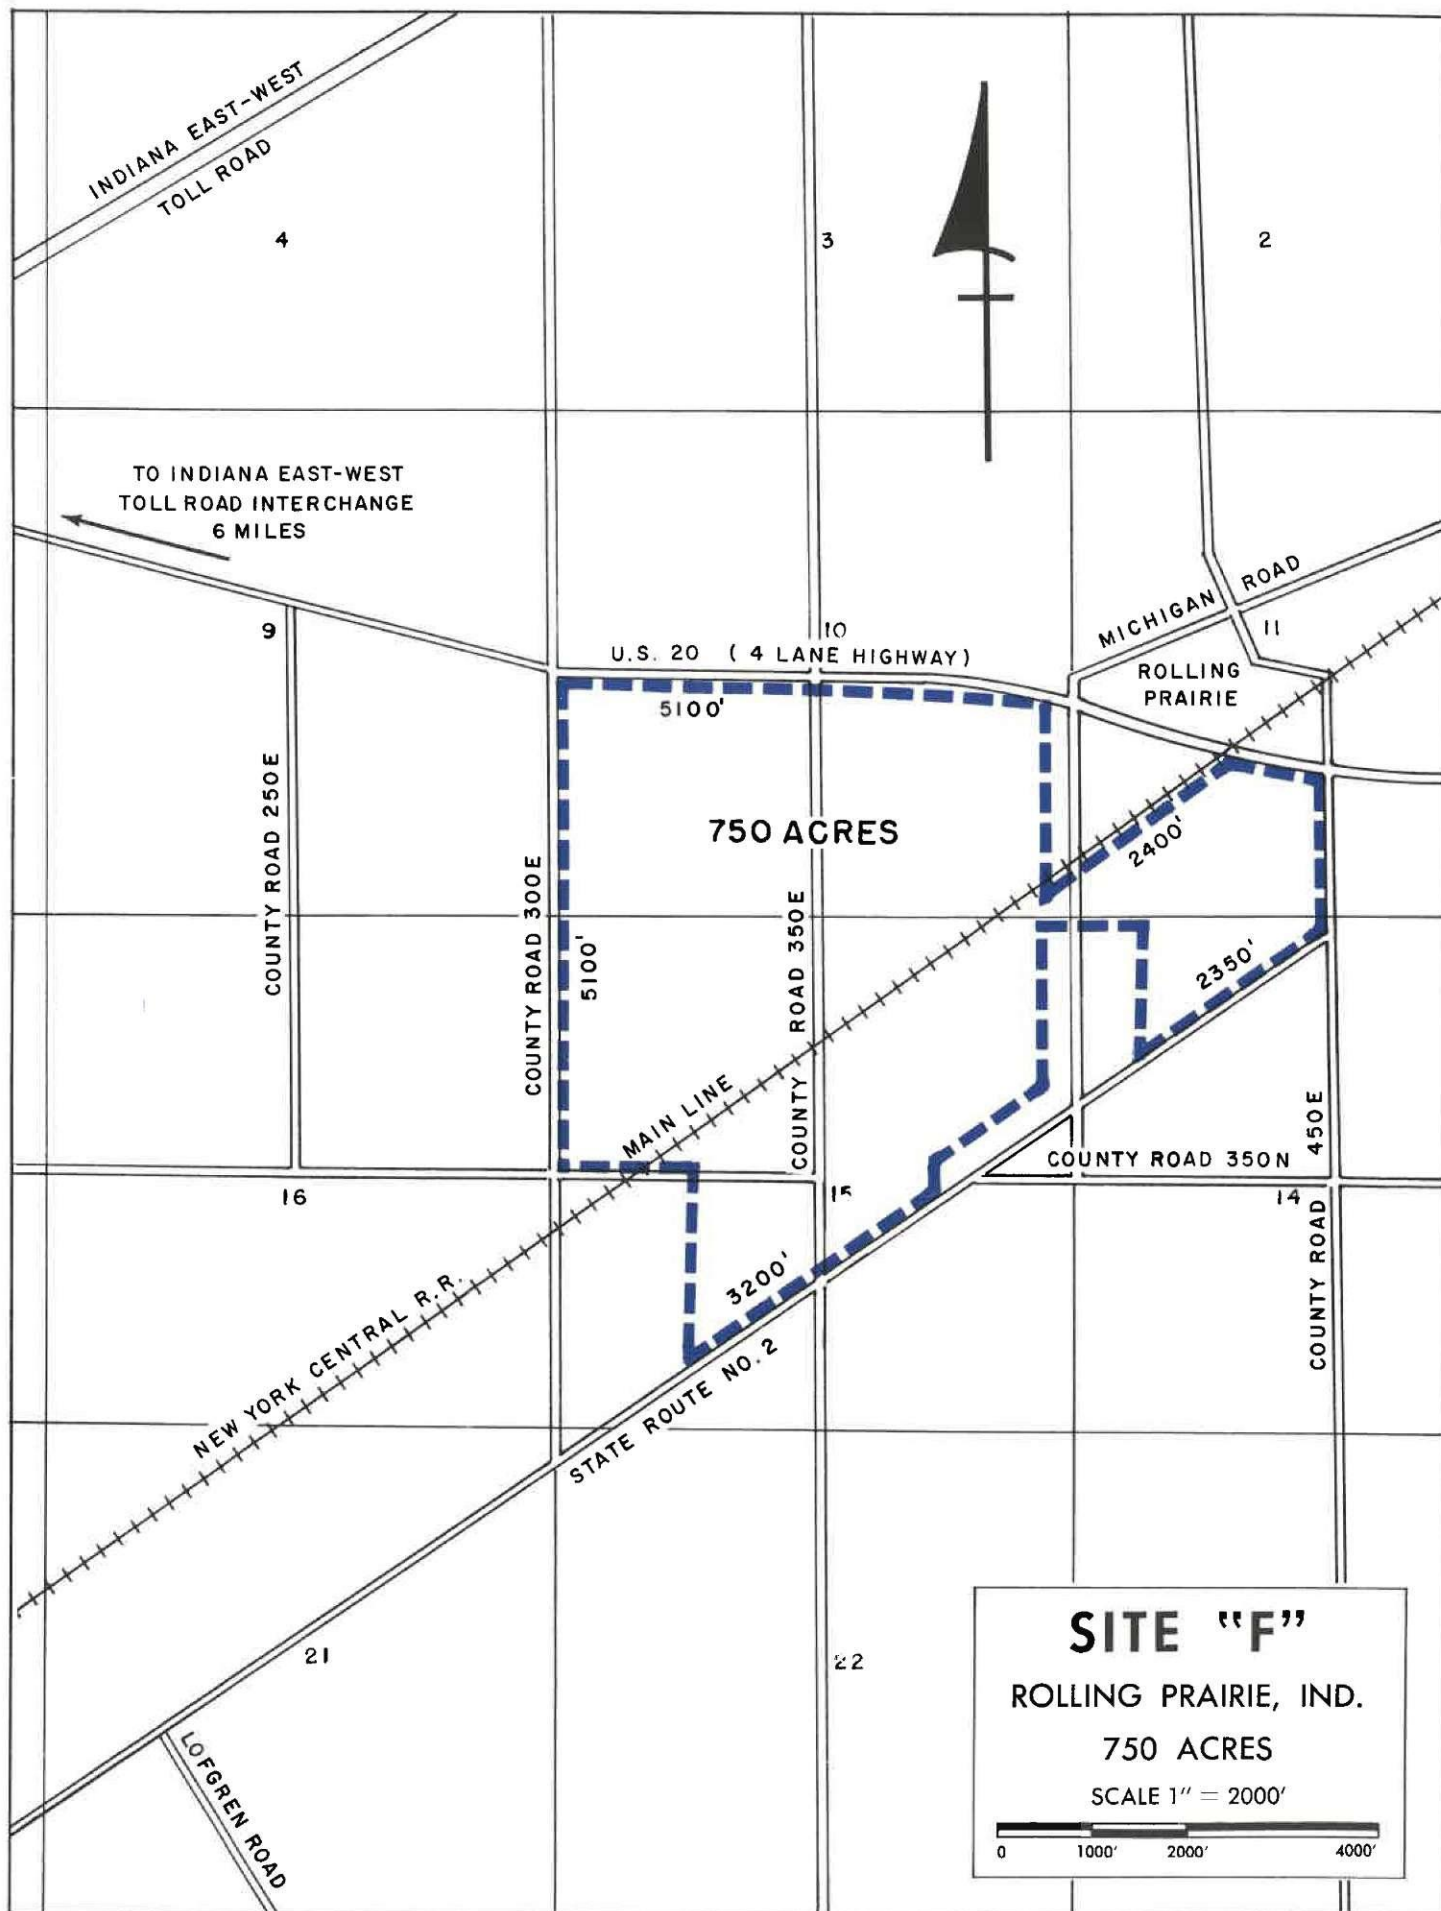 INDIANA EAST-WEST
TOLL ROAD
4
3
2
TO INDIANA EAST-WEST
TOLL ROAD INTERCHANGE
6 MILES
MICHIGAN ROAD
9
10
11
U.S. 20 ( 4 LANE HIGHWAY)
ROLLING
PRAIRIE
5100'
COUNTY ROAD 250E
750 ACRES
2400'
COUNTY ROAD 300E
5100'
COUNTY ROAD 350E
2350'
MAIN LINE
COUNTY ROAD 350N
COUNTY ROAD 450E
16
15
14
NEW YORK CENTRAL R.R.
3200'
STATE ROUTE NO. 2
21
22
LOFGREN ROAD
SITE "F"
ROLLING PRAIRIE, IND.
750 ACRES
SCALE 1" = 2000'
0 1000' 2000' 4000'